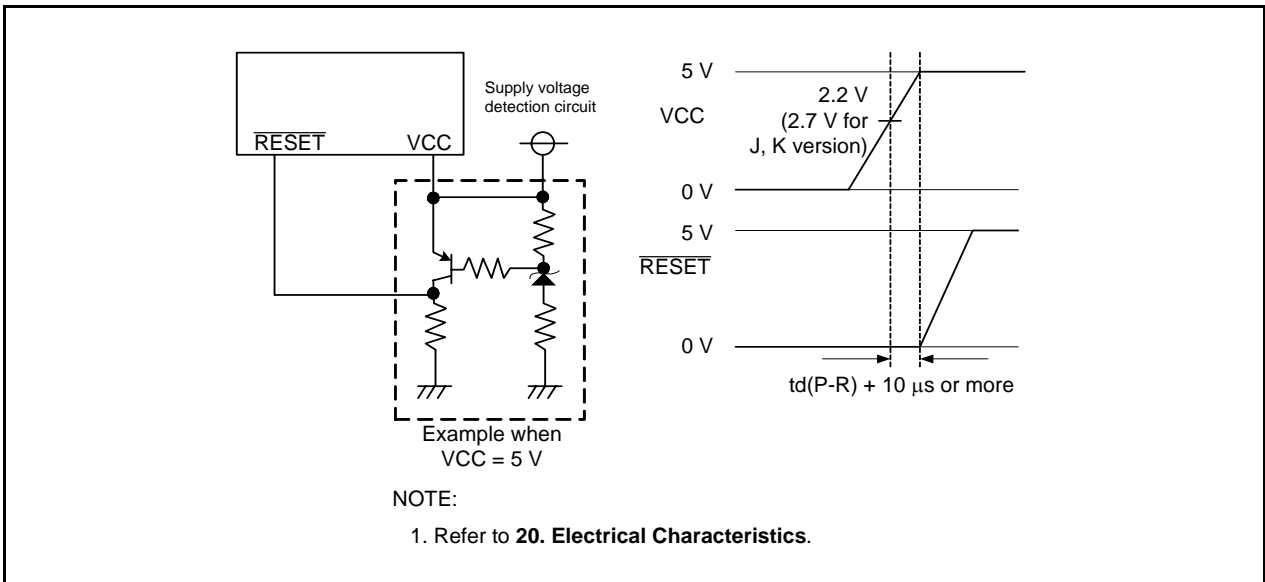 RESET
VCC
Supply voltage
detection circuit
Example when
VCC = 5 V
5 V
VCC
2.2 V
(2.7 V for
J, K version)
0 V
5 V
RESET
0 V
td(P-R) + 10 μs or more
NOTE:
1. Refer to 20. Electrical Characteristics.